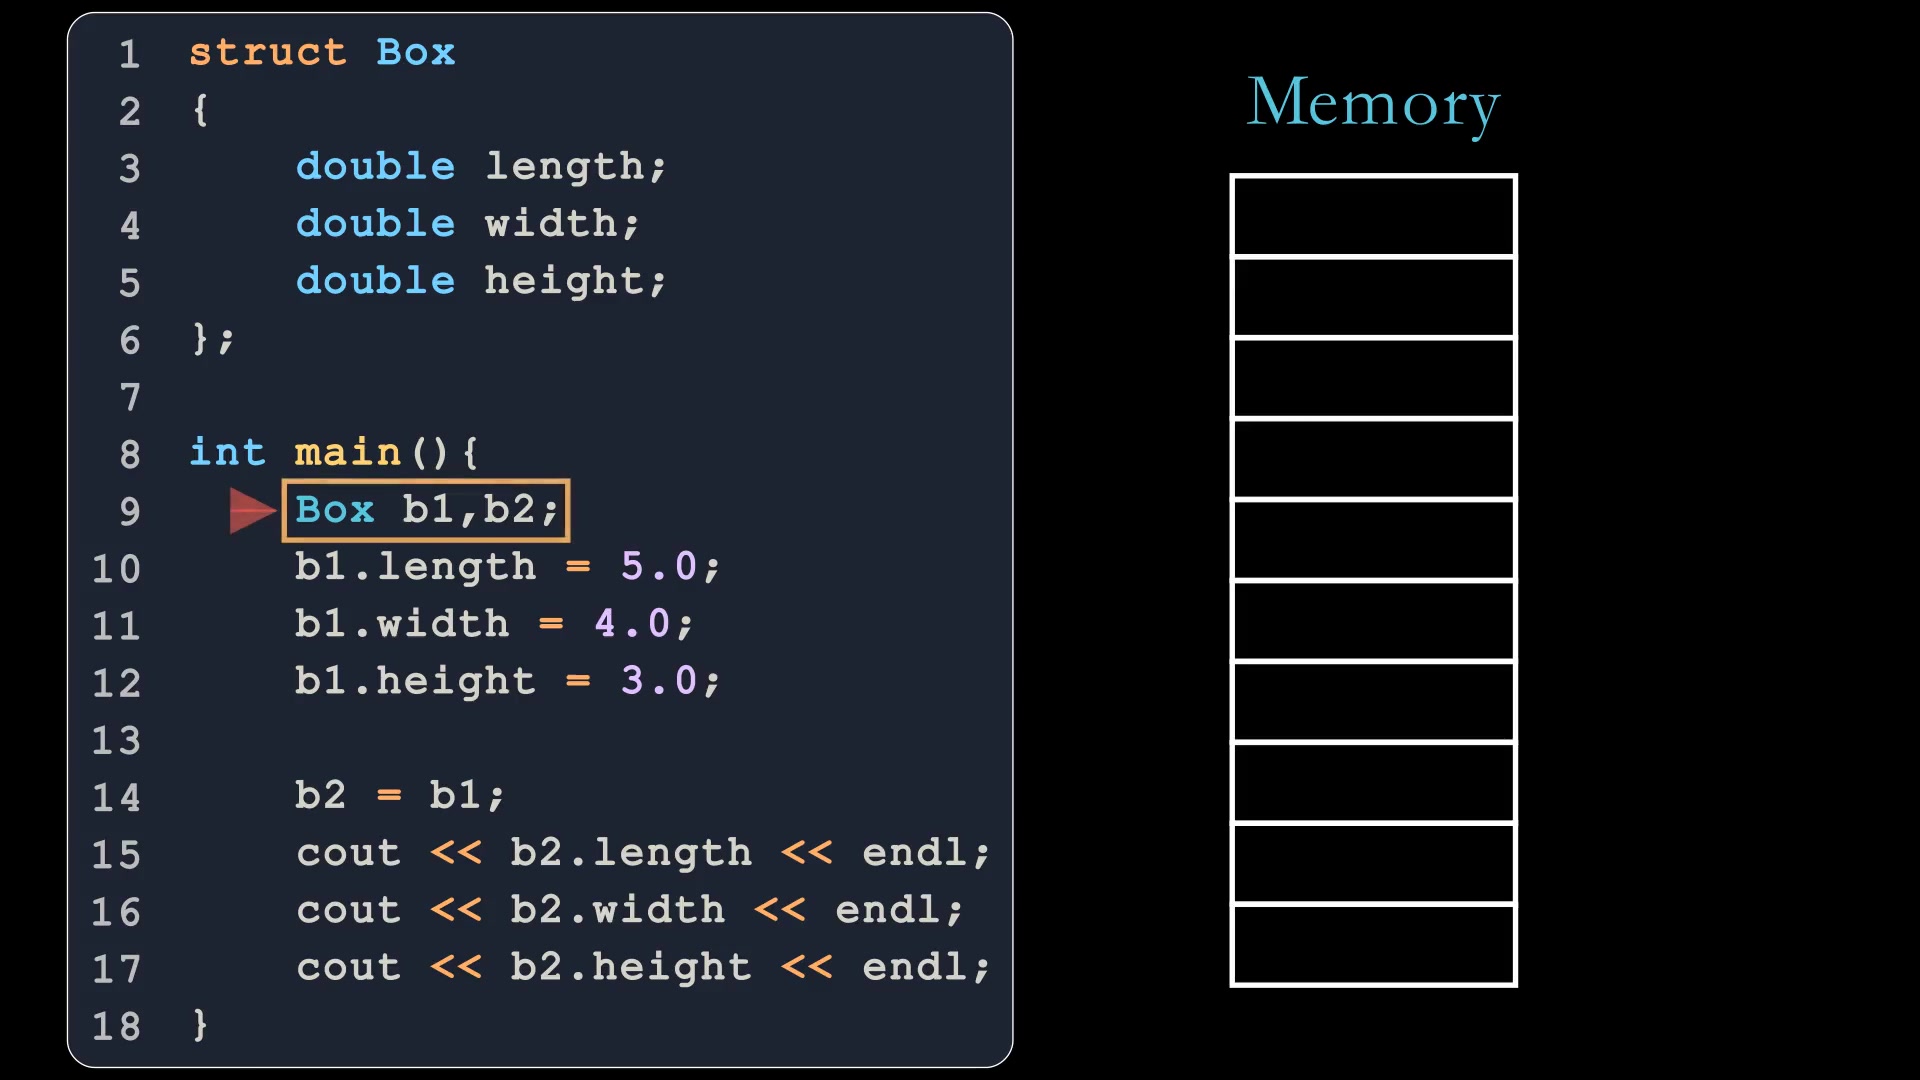 1 struct Box
2 {
3 double length;
4 double width;
5 double height;
6 };
7
8 int main(){
9 Box b1,b2;
10 b1.length = 5.0;
11 b1.width = 4.0;
12 b1.height = 3.0;
13
14 b2 = b1;
15 cout << b2.length << endl;
16 cout << b2.width << endl;
17 cout << b2.height << endl;
18 }
Memory